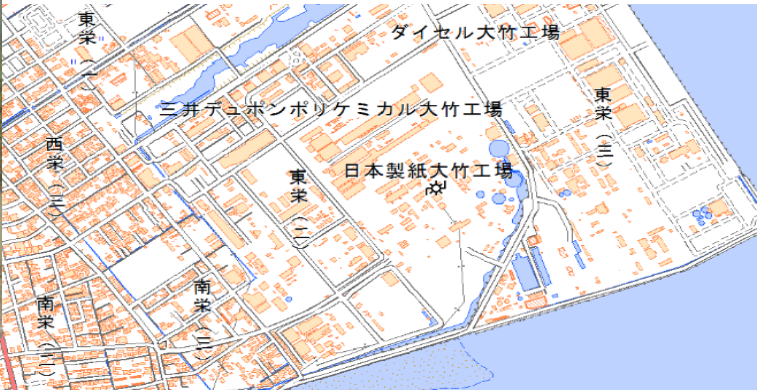 東栄（一）
ダイセル大竹工場
三井デュポンポリケミカル大竹工場
東栄（三）
西栄（三）
日本製紙大竹工場
東栄（二）
南栄（三）
南栄（二）